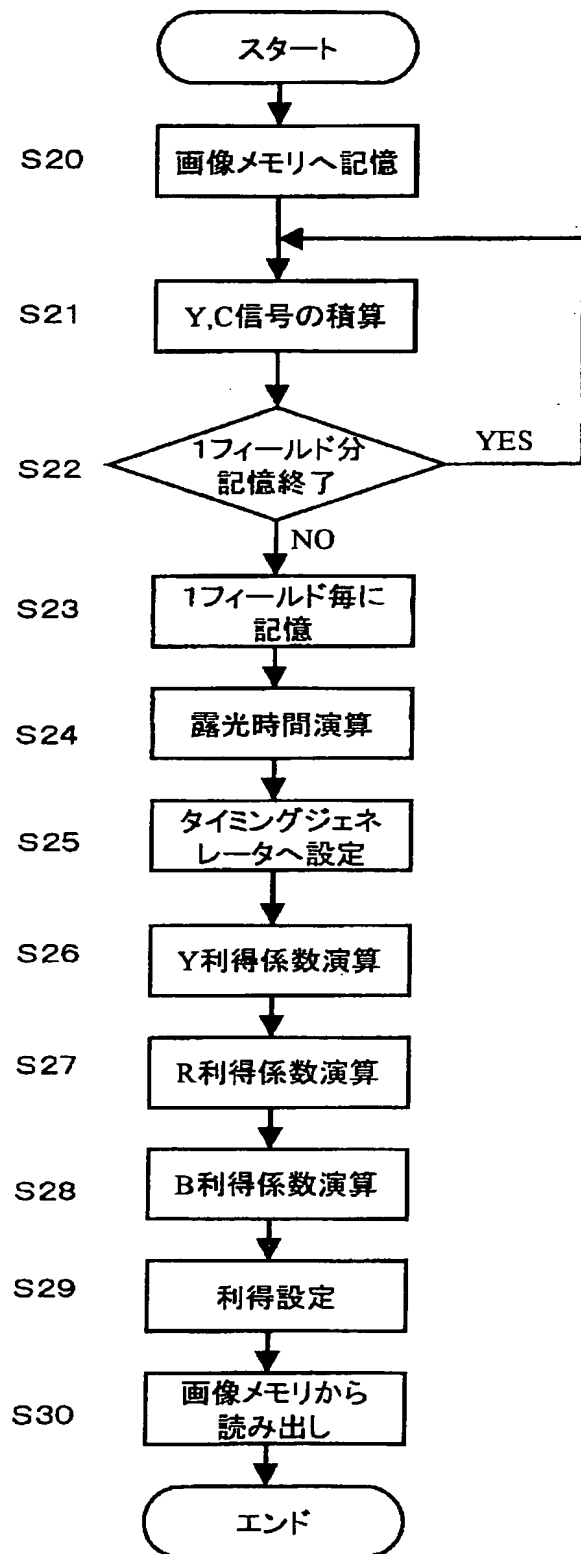 スタート
S20
画像メモリへ記憶
S21
Y,C信号の積算
S22
1フィールド分
記憶終了
YES
NO
S23
1フィールド毎に
記憶
S24
露光時間演算
S25
タイミングジェネ
レータへ設定
S26
Y利得係数演算
S27
R利得係数演算
S28
B利得係数演算
S29
利得設定
S30
画像メモリから
読み出し
エンド